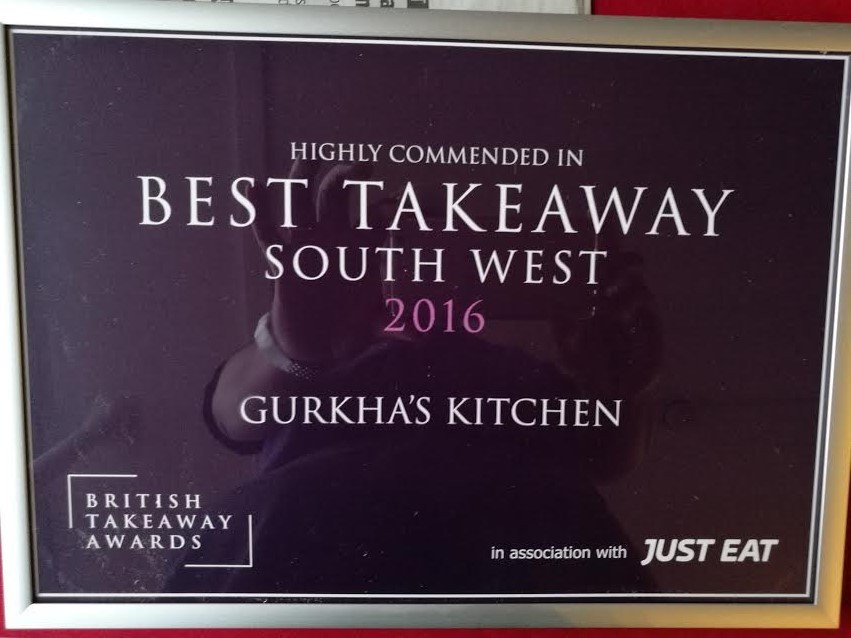 HIGHLY COMMENDED IN
BEST TAKEAWAY
SOUTH WEST
2016
GURKHA'S KITCHEN
BRITISH
TAKEAWAY
AWARDS
in association with JUST EAT